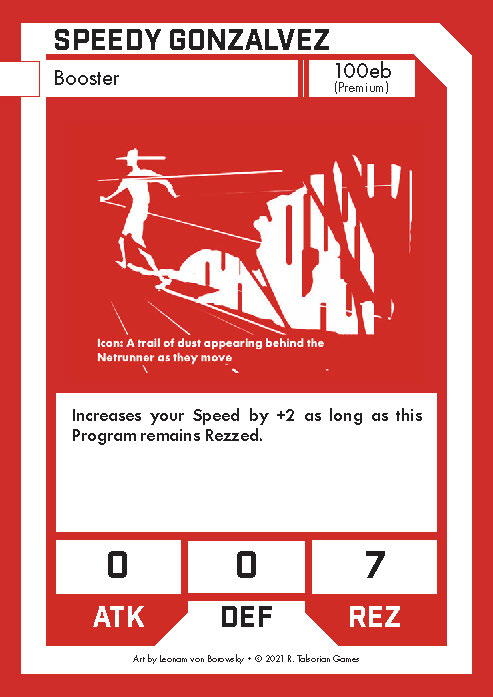 SPEEDY GONZALVEZ
Booster
100eb
(Premium)
Icon: A trail of dust appearing behind the
Netrunner as they move
Increases your Speed by +2 as long as this
Program remains Rezzed.
0
0
7
ATK
DEF
REZ
Art by Leonam von Borowsky • © 2021 R. Talsorian Games